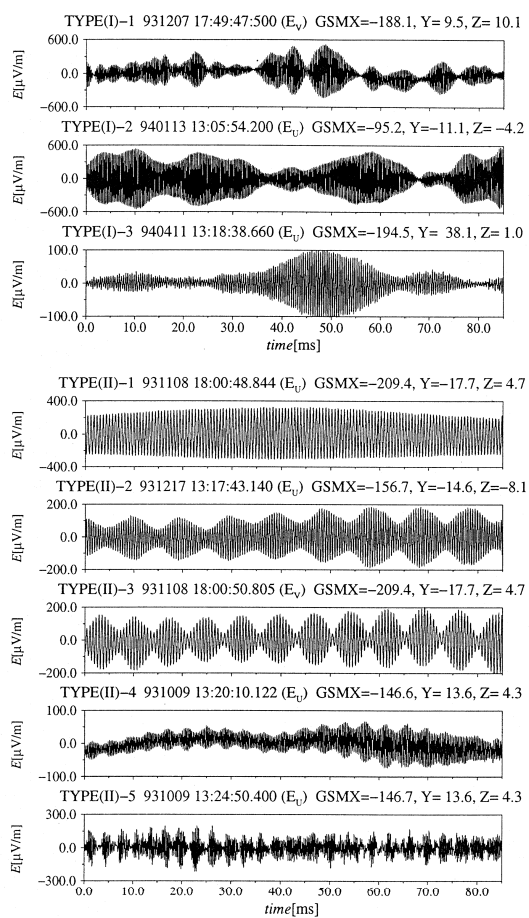 TYPE(I)−1 931207 17:49:47:500 (E_V) GSMX=−188.1, Y= 9.5, Z= 10.1
600.0
0.0
−600.0
E[μV/m]
TYPE(I)−2 940113 13:05:54.200 (E_U) GSMX=−95.2, Y=−11.1, Z= −4.2
600.0
0.0
−600.0
E[μV/m]
TYPE(I)−3 940411 13:18:38.660 (E_U) GSMX=−194.5, Y= 38.1, Z= 1.0
100.0
0.0
−100.0
E[μV/m]
0.0 10.0 20.0 30.0 40.0 50.0 60.0 70.0 80.0
time[ms]
TYPE(II)−1 931108 18:00:48.844 (E_U) GSMX=−209.4, Y=−17.7, Z= 4.7
400.0
0.0
−400.0
E[μV/m]
TYPE(II)−2 931217 13:17:43.140 (E_U) GSMX=−156.7, Y=−14.6, Z=−8.1
200.0
0.0
−200.0
E[μV/m]
TYPE(II)−3 931108 18:00:50.805 (E_V) GSMX=−209.4, Y=−17.7, Z= 4.7
200.0
0.0
−200.0
E[μV/m]
TYPE(II)−4 931009 13:20:10.122 (E_U) GSMX=−146.6, Y= 13.6, Z= 4.3
100.0
0.0
−100.0
E[μV/m]
TYPE(II)−5 931009 13:24:50.400 (E_U) GSMX=−146.7, Y= 13.6, Z= 4.3
300.0
0.0
−300.0
E[μV/m]
0.0 10.0 20.0 30.0 40.0 50.0 60.0 70.0 80.0
time[ms]